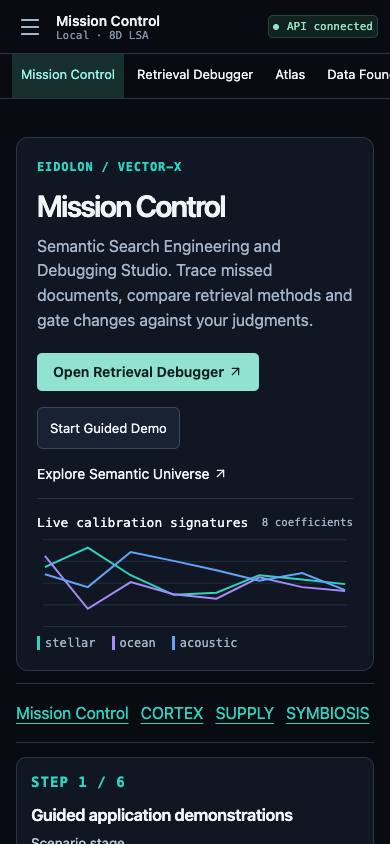 Mission Control
Local · 8D LSA
API connected
Mission Control Retrieval Debugger Atlas Data Foun
EIDOLON / VECTOR-X
Mission Control
Semantic Search Engineering and
Debugging Studio. Trace missed
documents, compare retrieval methods and
gate changes against your judgments.
Open Retrieval Debugger ↗
Start Guided Demo
Explore Semantic Universe ↗
Live calibration signatures 8 coefficients
stellar ocean acoustic
Mission Control CORTEX SUPPLY SYMBIOSIS
STEP 1 / 6
Guided application demonstrations
Scenario stage